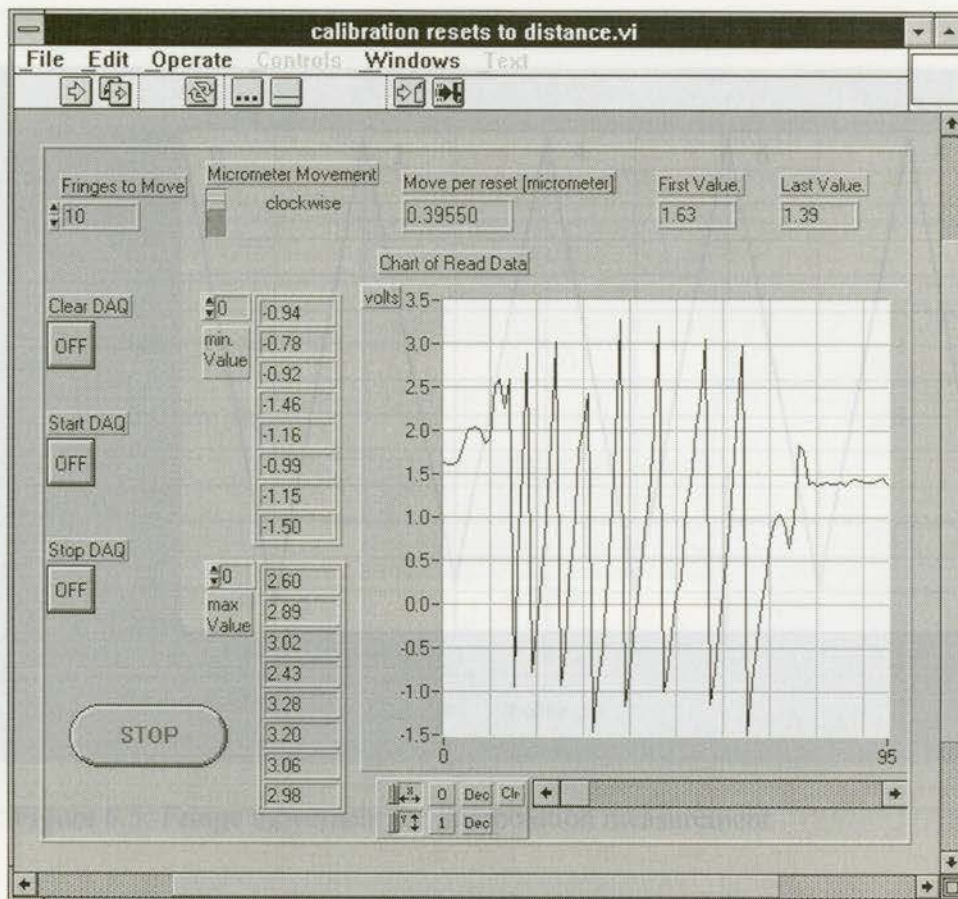 calibration resets to distance.vi
File Edit Operate Controls Windows Text
Fringes to Move
10
Micrometer Movement
clockwise
Move per reset [micrometer]
0.39550
First Value.
1.63
Last Value.
1.39
Chart of Read Data
Clear DAQ
OFF
Start DAQ
OFF
Stop DAQ
OFF
STOP
0
min.
Value
-0.94
-0.78
-0.92
-1.46
-1.16
-0.99
-1.15
-1.50
0
max
Value
2.60
2.89
3.02
2.43
3.28
3.20
3.06
2.98
volts
3.5
3.0
2.5
2.0
1.5
1.0
0.5
0.0
-0.5
-1.0
-1.5
0
95
X 0 Dec Clr
Y 1 Dec